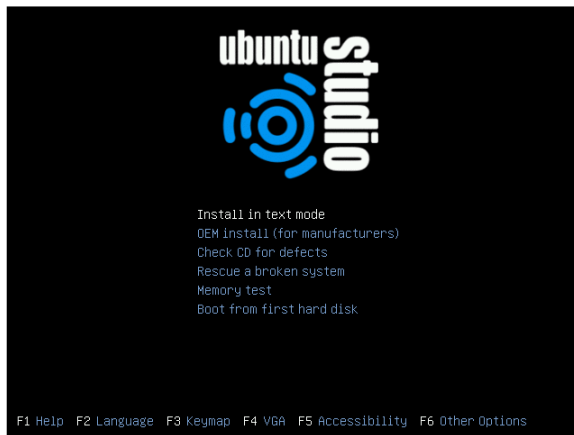 ubuntu
studio
Install in text mode
OEM install (for manufacturers)
Check CD for defects
Rescue a broken system
Memory test
Boot from first hard disk
F1 Help F2 Language F3 Keymap F4 VGA F5 Accessibility F6 Other Options